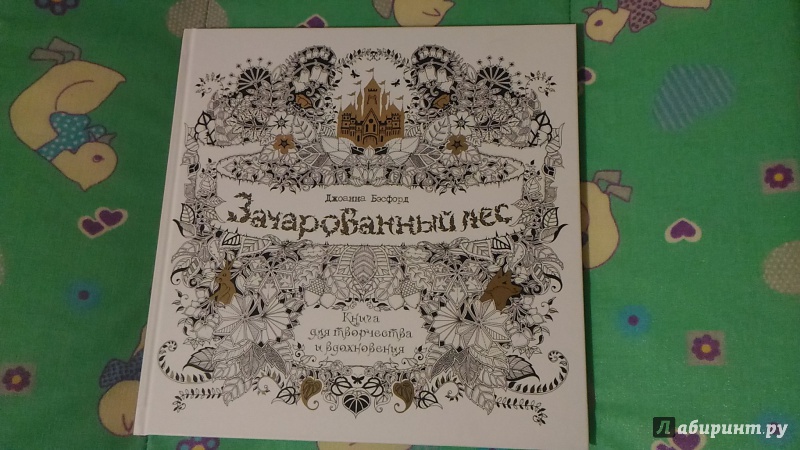 Джоанна Бэсфорд
Зачарованный лес
Книга
для творчества
и вдохновения
Лабиринт.ру